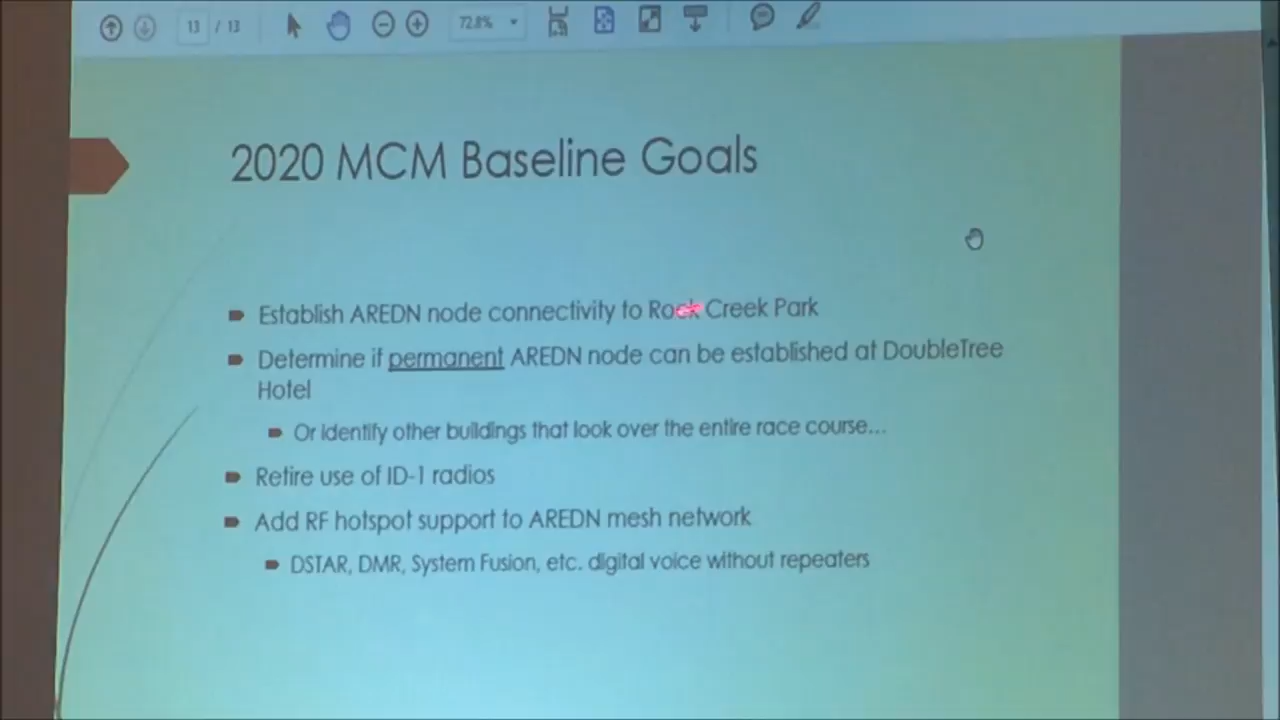 13 / 13
72.8%
2020 MCM Baseline Goals
Establish AREDN node connectivity to Rock Creek Park
Determine if permanent AREDN node can be established at DoubleTree
Hotel
Or identify other buildings that look over the entire race course...
Retire use of ID-1 radios
Add RF hotspot support to AREDN mesh network
DSTAR, DMR, System Fusion, etc. digital voice without repeaters